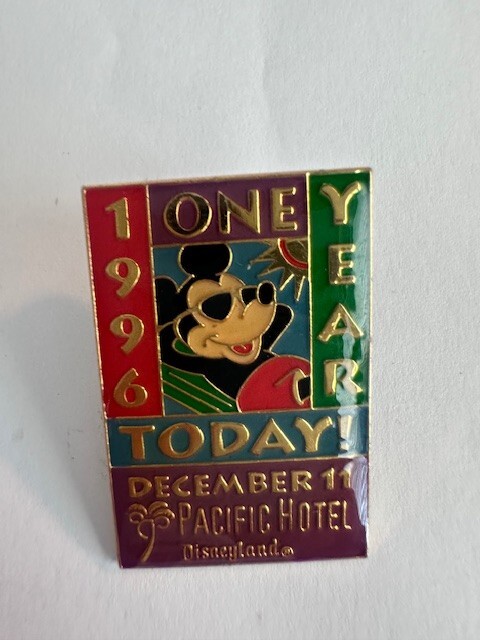 1996
ONE
YEAR
TODAY!
DECEMBER 11
PACIFIC HOTEL
Disneyland®